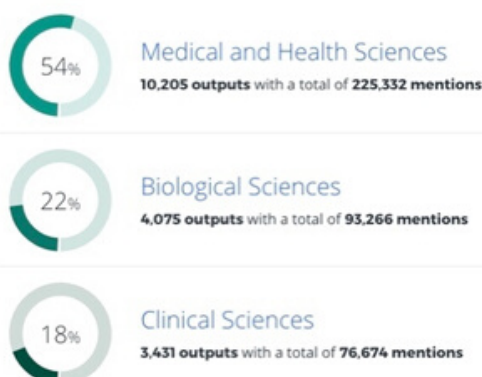 54%
Medical and Health Sciences
10,205 outputs with a total of 225,332 mentions
22%
Biological Sciences
4,075 outputs with a total of 93,266 mentions
18%
Clinical Sciences
3,431 outputs with a total of 76,674 mentions